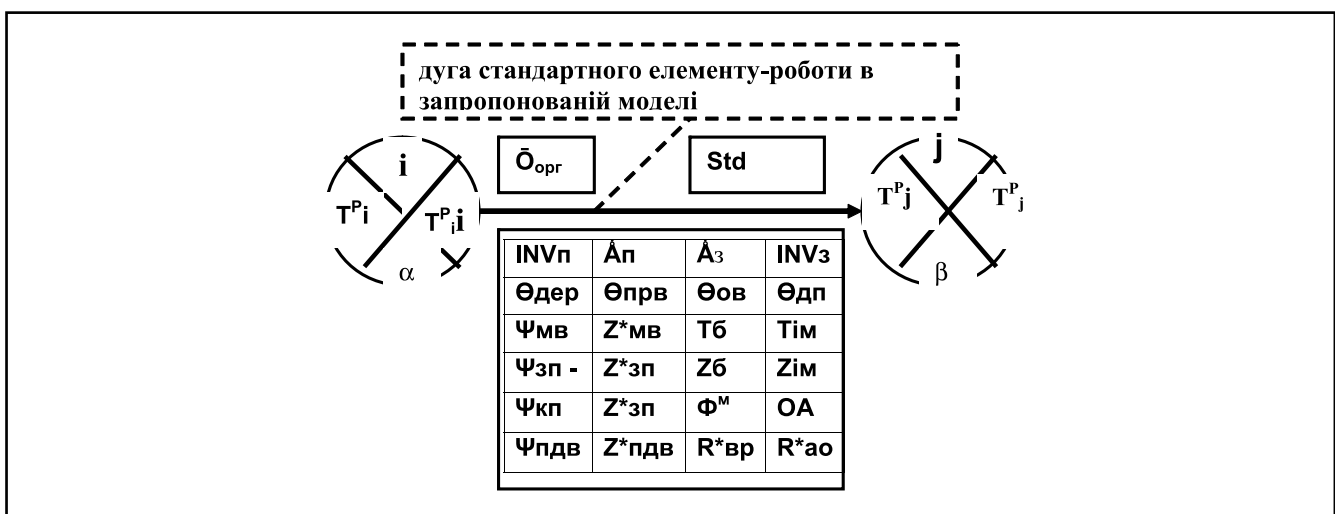 дуга стандартного елементу-роботи в
запропонованій моделі
i
TᴾI
TᴾᵢI
α
Ōорг
Std
j
Tᴾj
Tᴾj
β
INVп Åп Åз INVз
Өдер Өпрв Өов Өдп
Ψмв Z*мв Тб Тім
Ψзп - Z*зп Zб Zім
Ψкп Z*зп Фᴹ ОА
Ψпдв Z*пдв R*вр R*ао